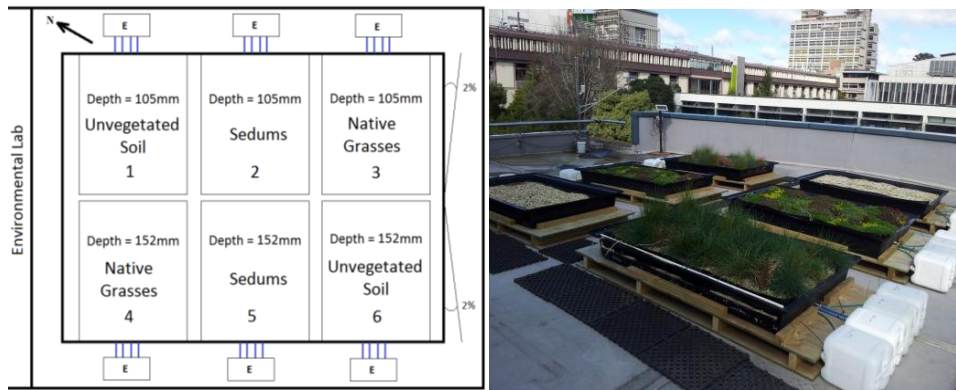 N
E
E
E
Environmental Lab
Depth = 105mm
Unvegetated
Soil
1
Depth = 105mm
Sedums
2
Depth = 105mm
Native
Grasses
3
2%
Depth = 152mm
Native
Grasses
4
Depth = 152mm
Sedums
5
Depth = 152mm
Unvegetated
Soil
6
2%
E
E
E